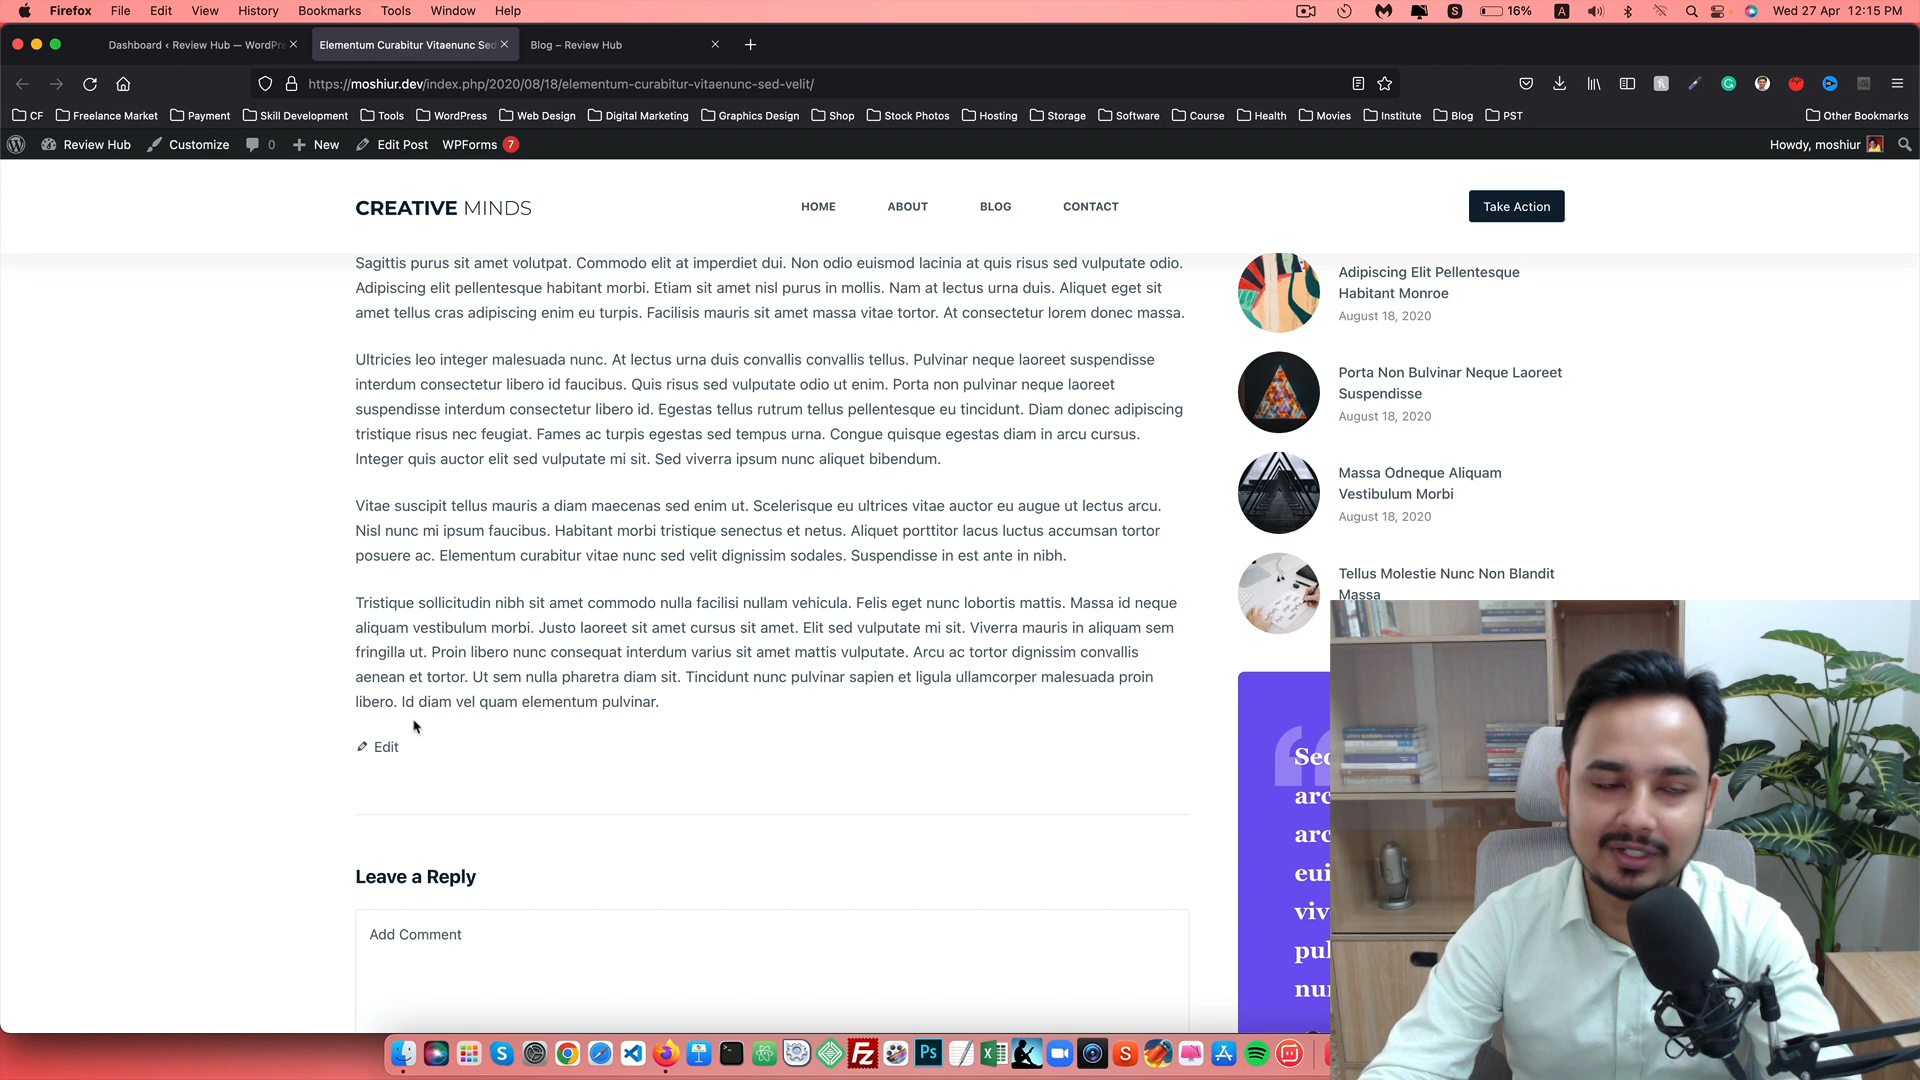 Firefox File Edit View History Bookmarks Tools Window Help
16% A Wed 27 Apr 12:15 PM
Dashboard ‹ Review Hub — WordPre
Elementum Curabitur Vitaenunc Sed
Blog – Review Hub
https://moshiur.dev/index.php/2020/08/18/elementum-curabitur-vitaenunc-sed-velit/
CF Freelance Market Payment Skill Development Tools WordPress Web Design Digital Marketing Graphics Design Shop Stock Photos Hosting Storage Software Course Health Movies Institute Blog PST Other Bookmarks
Review Hub Customize 0 New Edit Post WPForms 7 Howdy, moshiur
CREATIVE MINDS
HOME ABOUT BLOG CONTACT
Take Action
Sagittis purus sit amet volutpat. Commodo elit at imperdiet dui. Non odio euismod lacinia at quis risus sed vulputate odio.
Adipiscing elit pellentesque habitant morbi. Etiam sit amet nisl purus in mollis. Nam at lectus urna duis. Aliquet eget sit
amet tellus cras adipiscing enim eu turpis. Facilisis mauris sit amet massa vitae tortor. At consectetur lorem donec massa.
Ultricies leo integer malesuada nunc. At lectus urna duis convallis convallis tellus. Pulvinar neque laoreet suspendisse
interdum consectetur libero id faucibus. Quis risus sed vulputate odio ut enim. Porta non pulvinar neque laoreet
suspendisse interdum consectetur libero id. Egestas tellus rutrum tellus pellentesque eu tincidunt. Diam donec adipiscing
tristique risus nec feugiat. Fames ac turpis egestas sed tempus urna. Congue quisque egestas diam in arcu cursus.
Integer quis auctor elit sed vulputate mi sit. Sed viverra ipsum nunc aliquet bibendum.
Vitae suscipit tellus mauris a diam maecenas sed enim ut. Scelerisque eu ultrices vitae auctor eu augue ut lectus arcu.
Nisl nunc mi ipsum faucibus. Habitant morbi tristique senectus et netus. Aliquet porttitor lacus luctus accumsan tortor
posuere ac. Elementum curabitur vitae nunc sed velit dignissim sodales. Suspendisse in est ante in nibh.
Tristique sollicitudin nibh sit amet commodo nulla facilisi nullam vehicula. Felis eget nunc lobortis mattis. Massa id neque
aliquam vestibulum morbi. Justo laoreet sit amet cursus sit amet. Elit sed vulputate mi sit. Viverra mauris in aliquam sem
fringilla ut. Proin libero nunc consequat interdum varius sit amet mattis vulputate. Arcu ac tortor dignissim convallis
aenean et tortor. Ut sem nulla pharetra diam sit. Tincidunt nunc pulvinar sapien et ligula ullamcorper malesuada proin
libero. Id diam vel quam elementum pulvinar.
Edit
Leave a Reply
Add Comment
Adipiscing Elit Pellentesque
Habitant Monroe
August 18, 2020
Porta Non Bulvinar Neque Laoreet
Suspendisse
August 18, 2020
Massa Odneque Aliquam
Vestibulum Morbi
August 18, 2020
Tellus Molestie Nunc Non Blandit
Massa
“
Sed
arc
arc
eui
viv
pul
nu
Fz
Ps